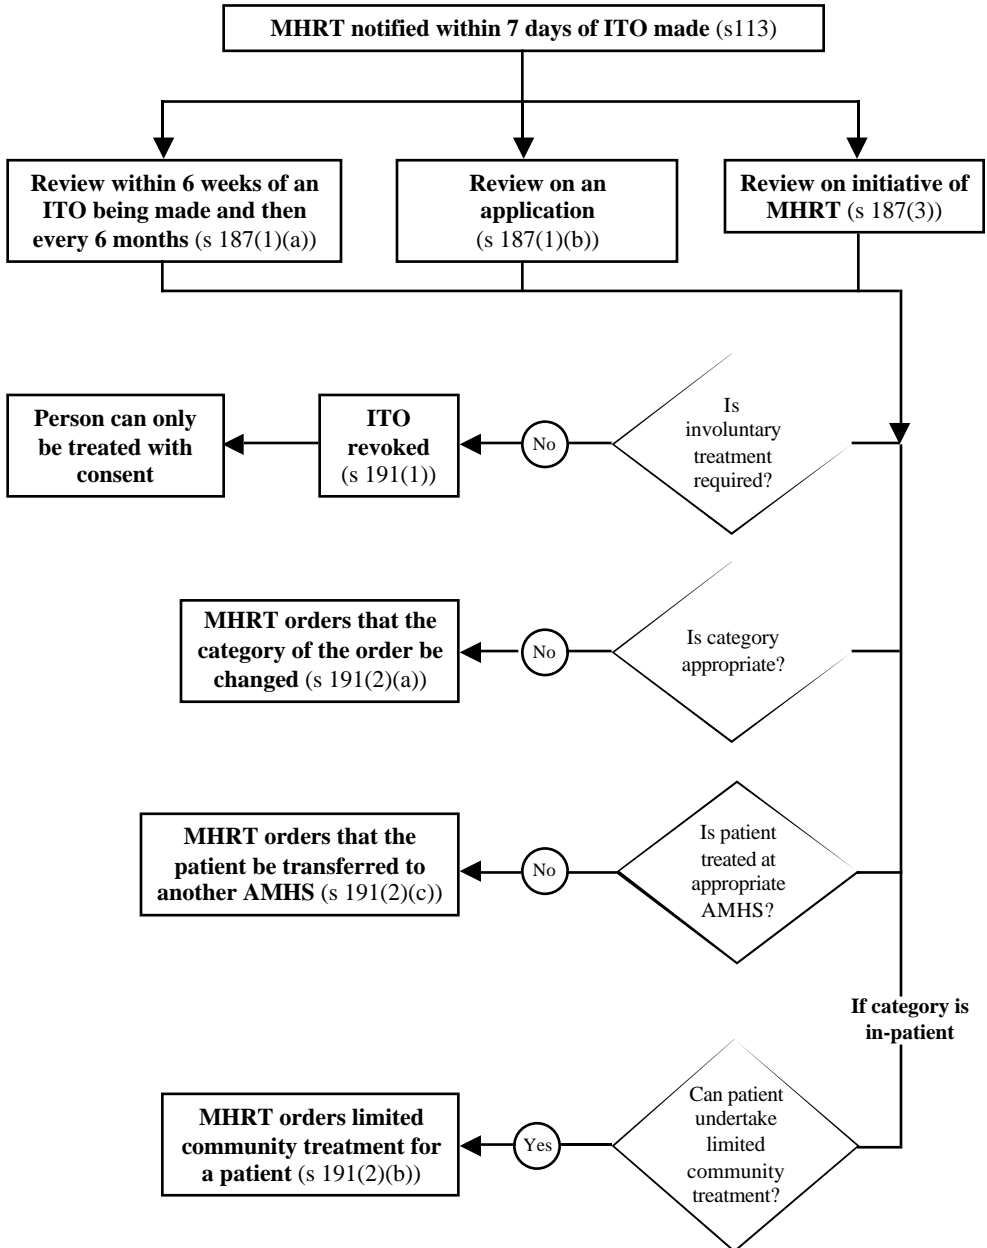 MHRT notified within 7 days of ITO made (s113)
Review within 6 weeks of an
ITO being made and then
every 6 months (s 187(1)(a))
Review on an
application
(s 187(1)(b))
Review on initiative of
MHRT (s 187(3))
Person can only
be treated with
consent
ITO
revoked
(s 191(1))
No
Is
involuntary
treatment
required?
MHRT orders that the
category of the order be
changed (s 191(2)(a))
No
Is category
appropriate?
MHRT orders that the
patient be transferred to
another AMHS (s 191(2)(c))
No
Is patient
treated at
appropriate
AMHS?
If category is
in-patient
MHRT orders limited
community treatment for
a patient (s 191(2)(b))
Yes
Can patient
undertake
limited
community
treatment?